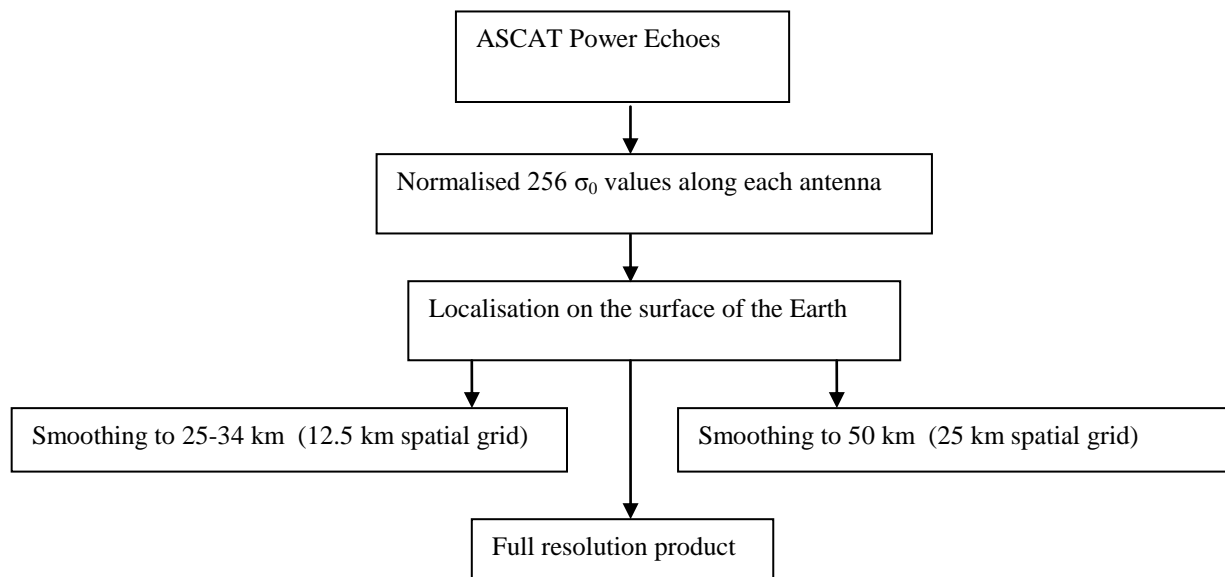 ASCAT Power Echoes
Normalised 256 σ₀ values along each antenna
Localisation on the surface of the Earth
Smoothing to 25-34 km  (12.5 km spatial grid)
Smoothing to 50 km  (25 km spatial grid)
Full resolution product